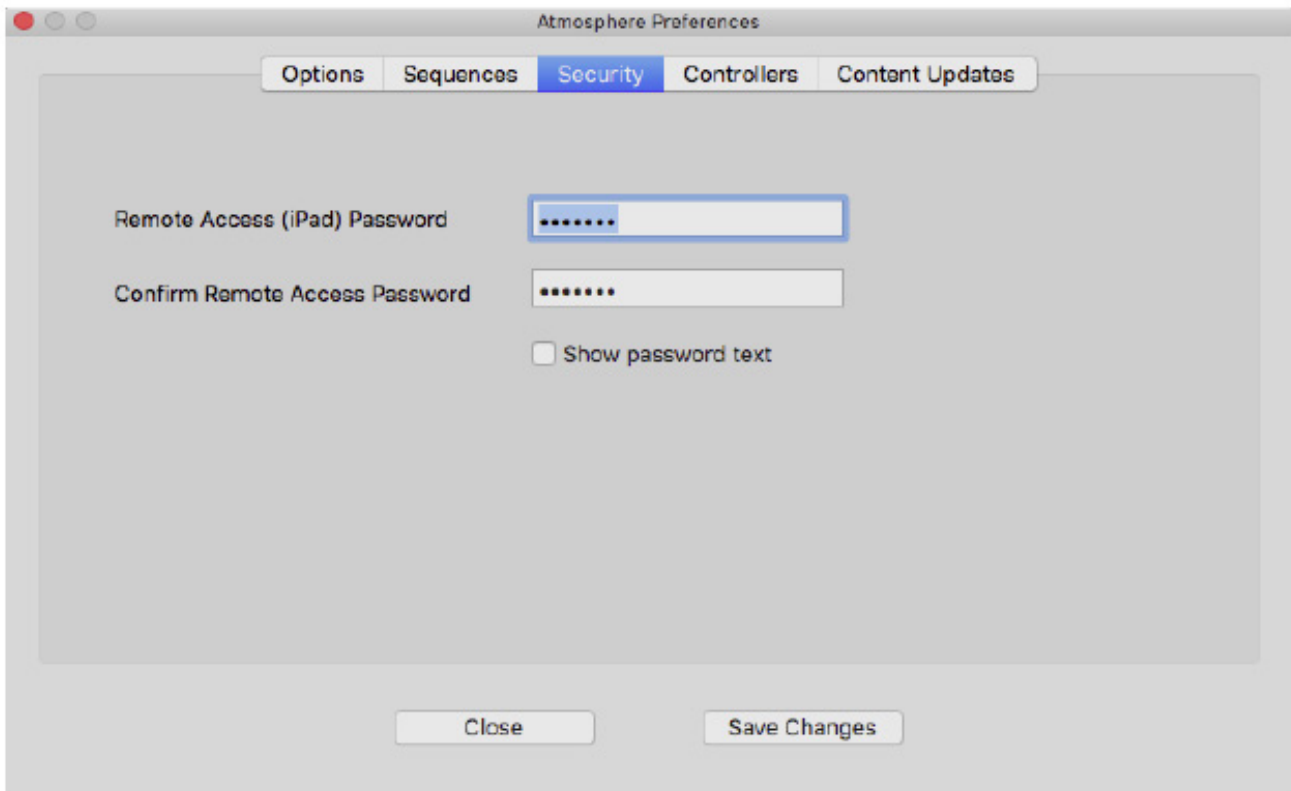 Atmosphere Preferences
Options Sequences Security Controllers Content Updates
Remote Access (iPad) Password •••••••
Confirm Remote Access Password •••••••
Show password text
Close Save Changes